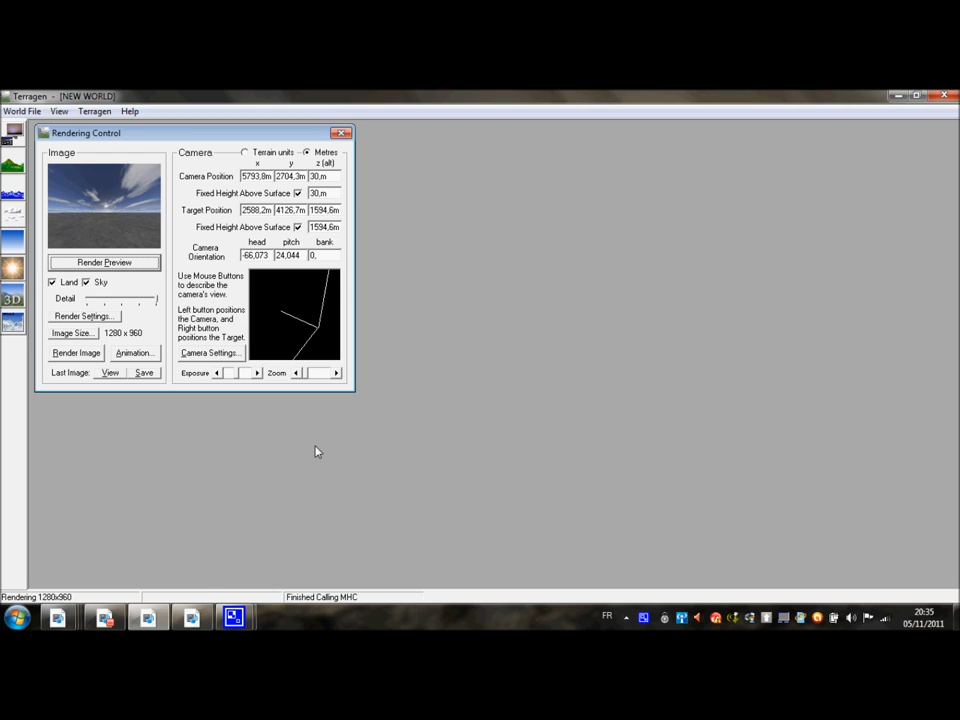 Terragen - [NEW WORLD]
World File View Terragen Help
Rendering Control
Image
Render Preview
Land Sky
Detail
Render Settings...
Image Size... 1280 x 960
Render Image Animation...
Last Image: View Save
Camera Terrain units Metres
x y z (alt)
Camera Position 5793,8m 2704,3m 30,m
Fixed Height Above Surface 30,m
Target Position 2588,2m 4126,7m 1594,6m
Fixed Height Above Surface 1594,6m
head pitch bank
Camera
Orientation -66,073 24,044 0,
Use Mouse Buttons
to describe the
camera's view.
Left button positions
the Camera, and
Right button
positions the Target.
Camera Settings...
Exposure Zoom
3D
Rendering 1280x960 Finished Calling MHC
FR
20:35
05/11/2011